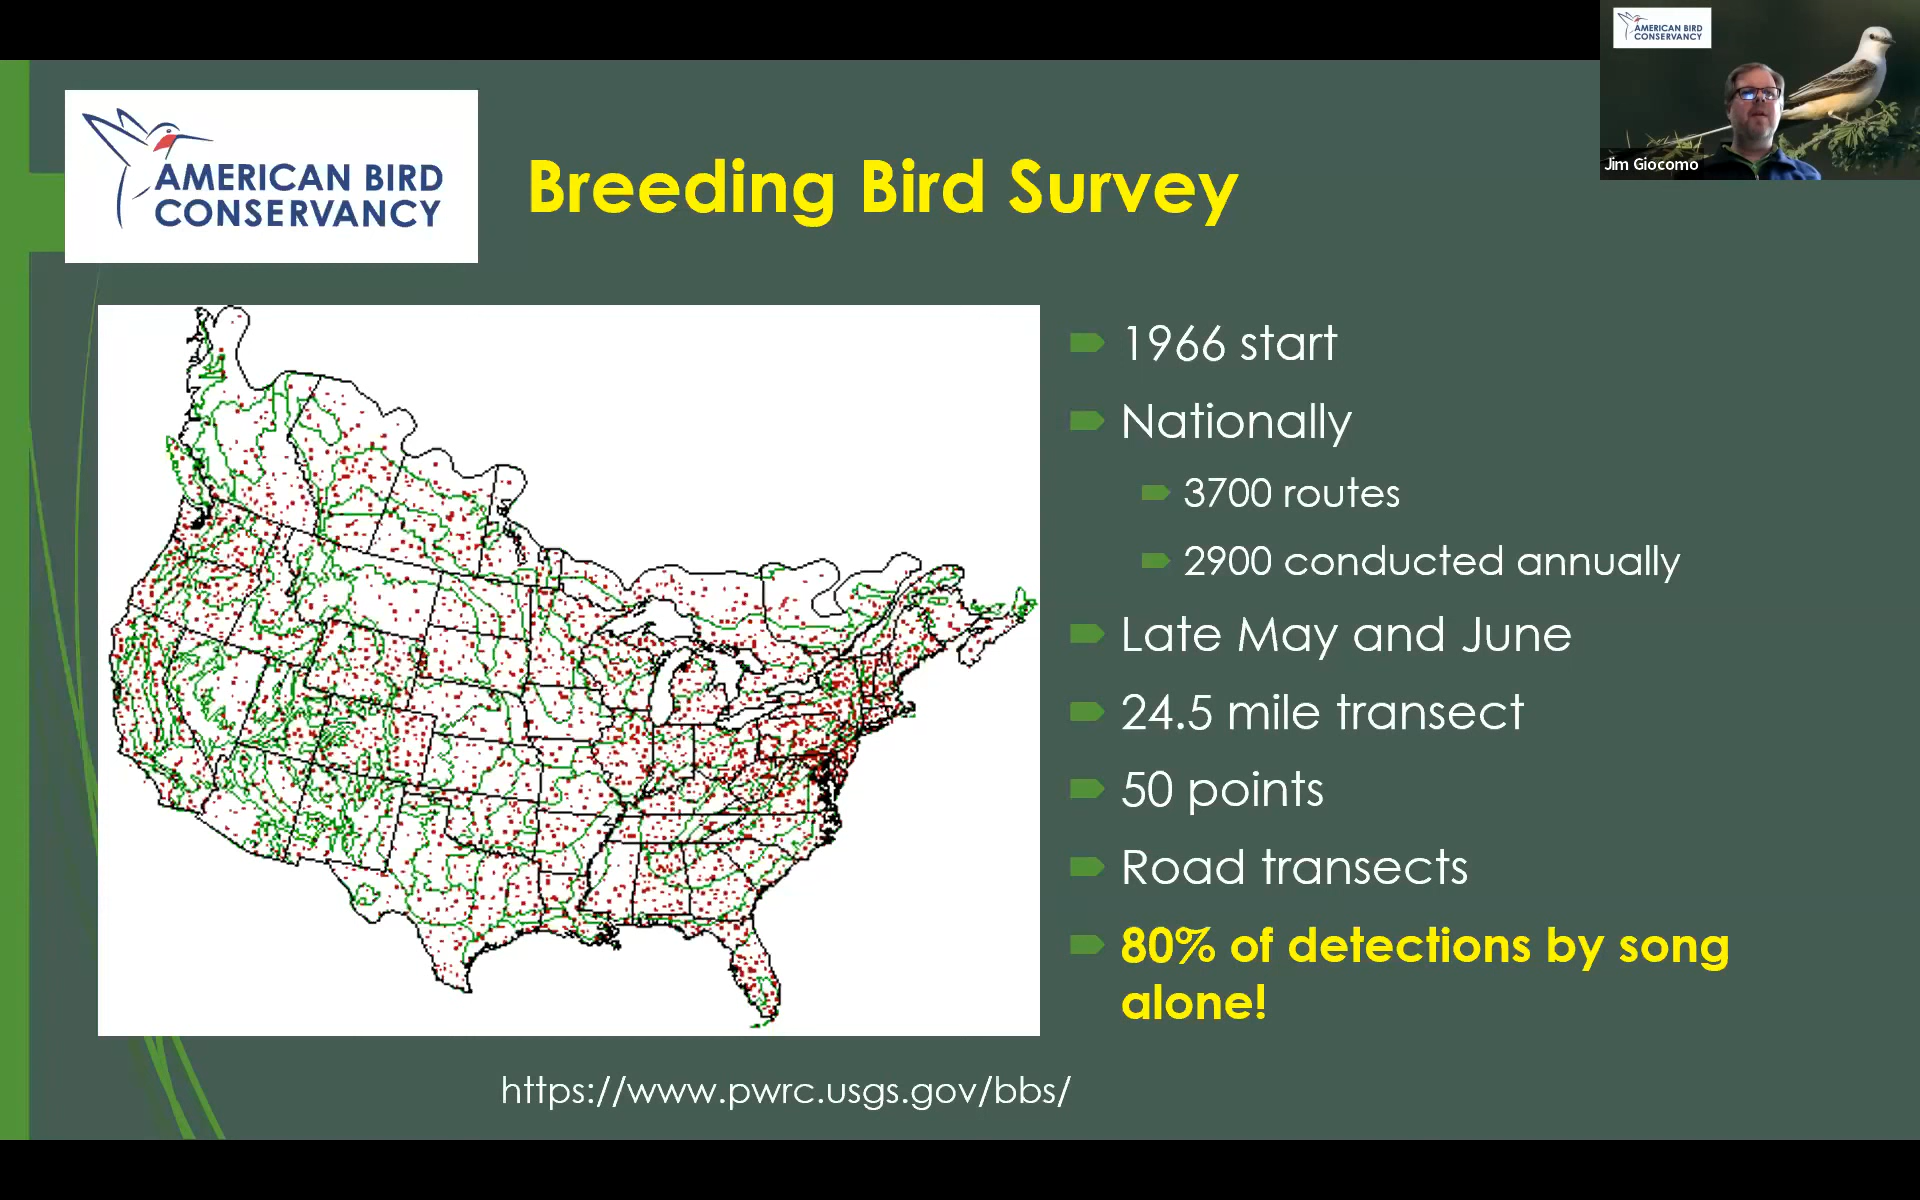 AMERICAN BIRD
CONSERVANCY
Breeding Bird Survey
AMERICAN BIRD
CONSERVANCY
Jim Giocomo
1966 start
Nationally
3700 routes
2900 conducted annually
Late May and June
24.5 mile transect
50 points
Road transects
80% of detections by song
alone!
https://www.pwrc.usgs.gov/bbs/